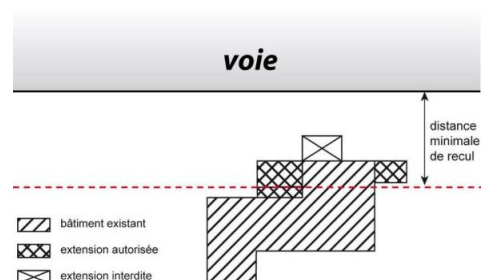 voie
distance
minimale
de recul
bâtiment existant
extension autorisée
extension interdite